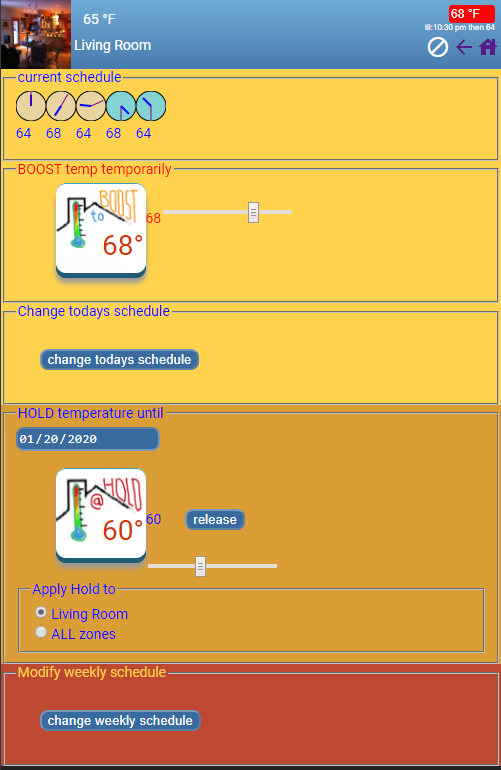 65 °F
68 °F
Living Room
til:10:30 pm then 64
current schedule
64 68 64 68 64
BOOST temp temporarily
BOOST
to
68°
68
Change todays schedule
change todays schedule
HOLD temperature until
01/20/2020
@HOLD
60°
60
release
Apply Hold to
Living Room
ALL zones
Modify weekly schedule
change weekly schedule